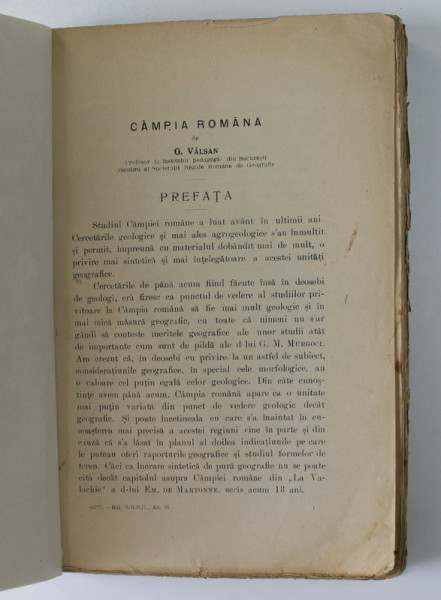 CÂMPIA ROMÂNA
de
G. VÂLSAN
Profesor la Institutul pedagogic din București
membru al Societății Regale Române de Geografie
PREFAȚA
Studiul Câmpiei române a luat avânt în ultimii ani
Cercetările geologice și mai ales agrogeologice s'au înmulțit
și permit, împreună cu materialul dobândit mai de mult, o
privire mai sintetică și mai înțelegătoare a acestei unități
geografice.
Cercetările de până acum fiind făcute însă în deosebi
de geologi, erà firesc ca punctul de vedere al studiilor pri-
vitoare la Câmpia română să fie mai mult geologic și în
mai mică măsură geografic, cu toate că nimeni nu s'ar
gândi să conteste meritele geografice ale unor studii atât
de importante cum sunt de pildă ale d-lui G. M. MURGOCI.
Am crezut că, în deosebi cu privire la un astfel de subiect,
considerațiunile geografice, în special cele morfologice, au
o valoare cel puțin egală celor geologice. Din câte cunoș-
tințe avem până acum, Câmpia română apare ca o unitate
mai puțin variată din punct de vedere geologic decât
geografic. Și poate încetineala cu care s'a înaintat în cu-
noașterea mai precisă a acestei regiuni vine în parte și din
cauză că s'a lăsat în planul al doilea indicațiunile pe care
le puteau oferì raporturile geografice și studiul formelor de
teren. Căci ca lucrare sintetică de pură geografie nu se poate
cità decât capitolul asupra Câmpiei române din „La Va-
lachie" a d-lui EM. DE MARTONNE, scris acum 13 ani.
1